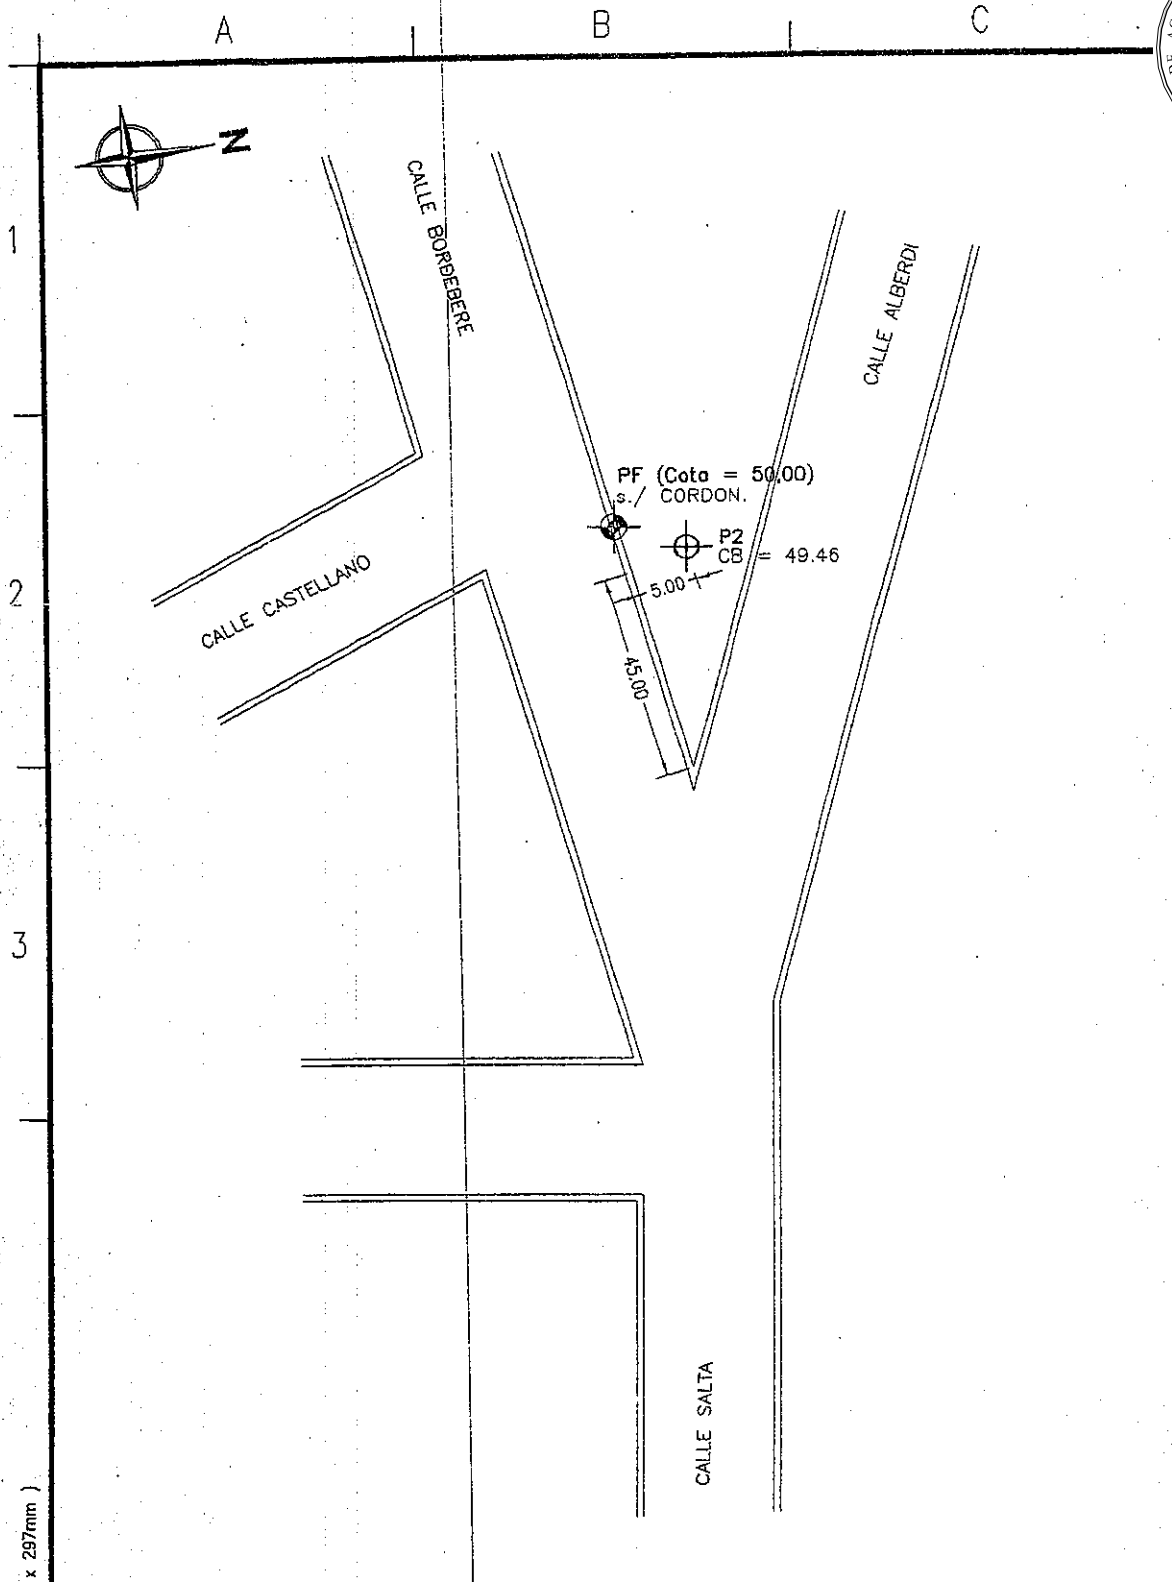 A
B
C
N
1
CALLE BORDEBERE
CALLE ALBERDI
PF (Cota = 50,00)
s./ CORDON.
P2
CB = 49.46
2
CALLE CASTELLANO
5.00
45.00
3
CALLE SALTA
x 297mm )